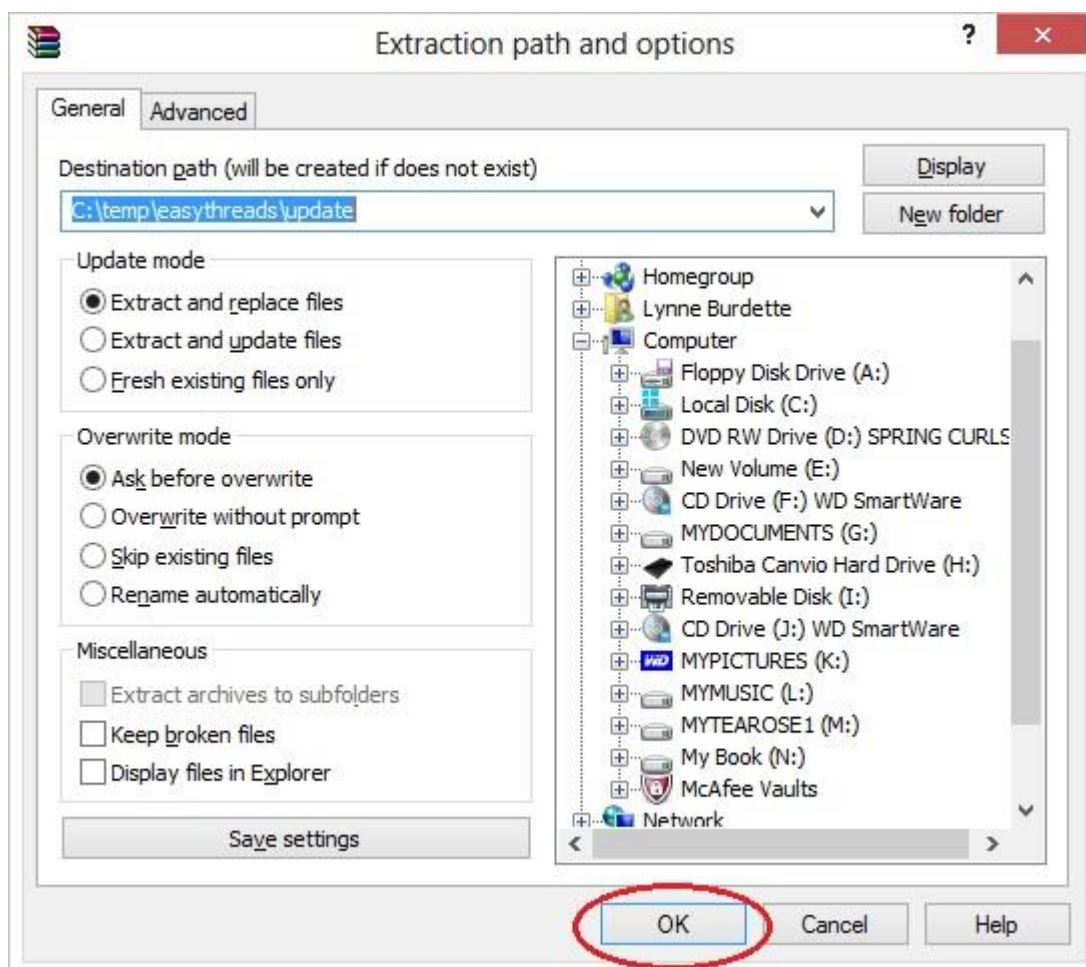 Extraction path and options
?
General
Advanced
Destination path (will be created if does not exist)
Display
C:\temp\easythreads\update
New folder
Update mode
Extract and replace files
Extract and update files
Fresh existing files only
Overwrite mode
Ask before overwrite
Overwrite without prompt
Skip existing files
Rename automatically
Miscellaneous
Extract archives to subfolders
Keep broken files
Display files in Explorer
Save settings
Homegroup
Lynne Burdette
Computer
Floppy Disk Drive (A:)
Local Disk (C:)
DVD RW Drive (D:) SPRING CURLS
New Volume (E:)
CD Drive (F:) WD SmartWare
MYDOCUMENTS (G:)
Toshiba Canvio Hard Drive (H:)
Removable Disk (I:)
CD Drive (J:) WD SmartWare
WD MYPICTURES (K:)
MYMUSIC (L:)
MYTEAROSE1 (M:)
My Book (N:)
McAfee Vaults
Network
OK
Cancel
Help